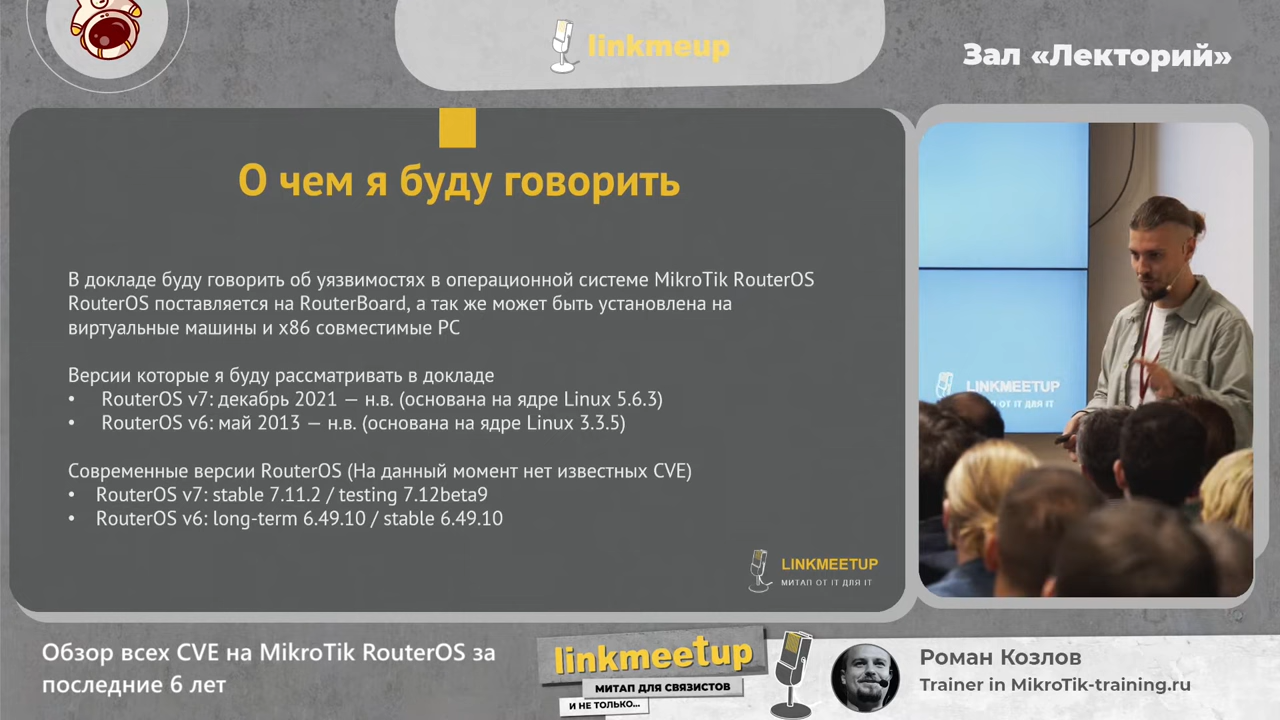 linkmeup
Зал «Лекторий»
О чем я буду говорить
В докладе буду говорить об уязвимостях в операционной системе MikroTik RouterOS
RouterOS поставляется на RouterBoard, а так же может быть установлена на
виртуальные машины и x86 совместимые PC
Версии которые я буду рассматривать в докладе
• RouterOS v7: декабрь 2021 — н.в. (основана на ядре Linux 5.6.3)
• RouterOS v6: май 2013 — н.в. (основана на ядре Linux 3.3.5)
Современные версии RouterOS (На данный момент нет известных CVE)
• RouterOS v7: stable 7.11.2 / testing 7.12beta9
• RouterOS v6: long-term 6.49.10 / stable 6.49.10
LINKMEETUP
МИТАП ОТ IT ДЛЯ IT
LINKMEETUP
МИТАП ОТ IT ДЛЯ IT
Обзор всех CVE на MikroTik RouterOS за
последние 6 лет
linkmeetup
МИТАП ДЛЯ СВЯЗИСТОВ
И НЕ ТОЛЬКО...
Роман Козлов
Trainer in MikroTik-training.ru